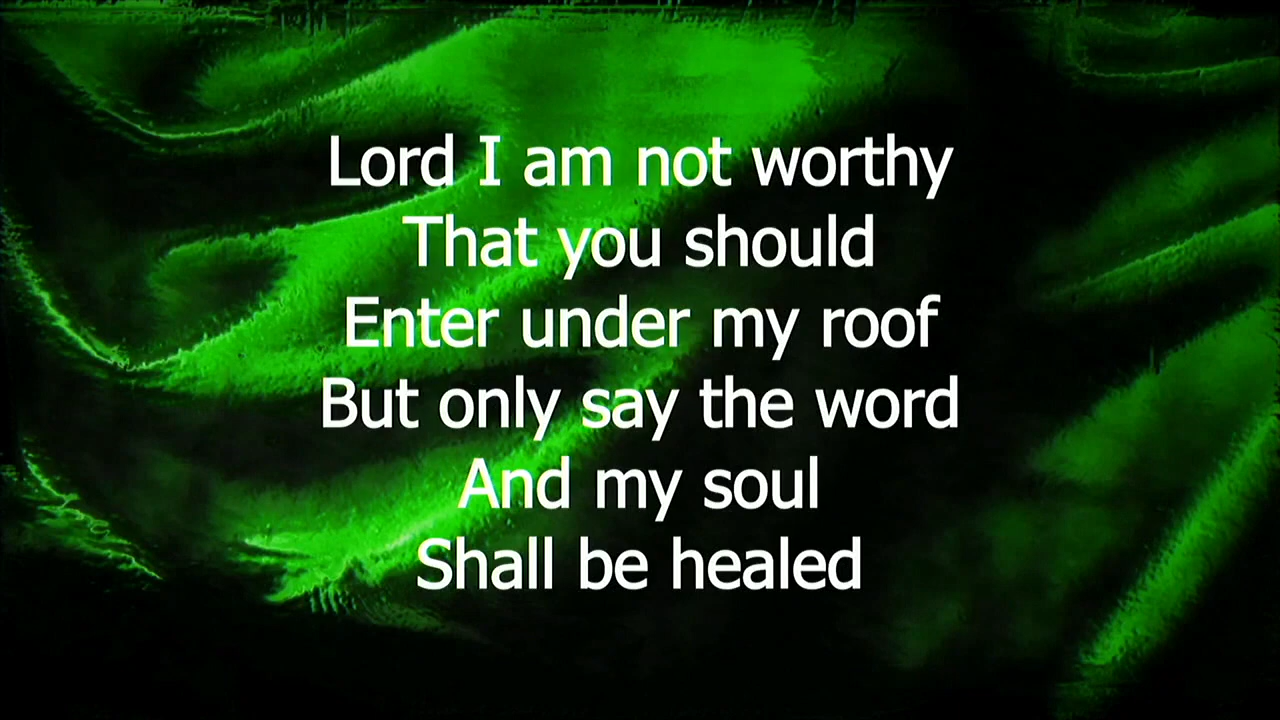 Lord I am not worthy
That you should
Enter under my roof
But only say the word
And my soul
Shall be healed